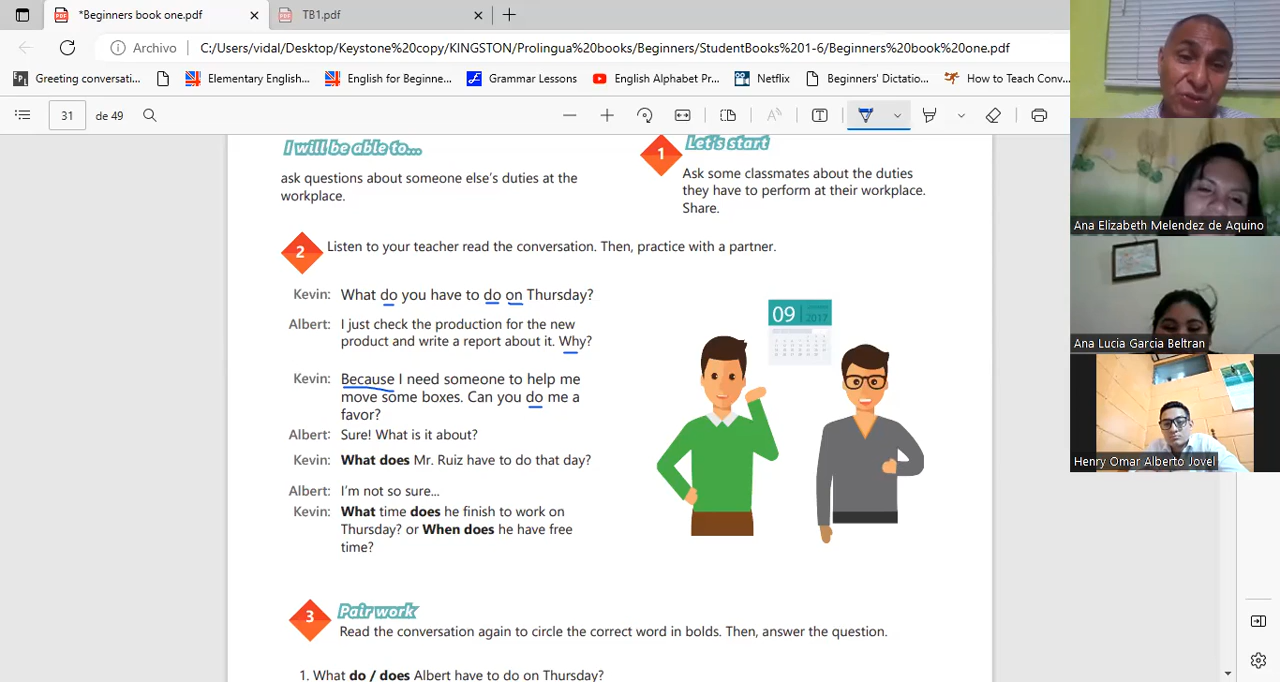 *Beginners book one.pdf
TB1.pdf
Archivo
C:/Users/vidal/Desktop/Keystone%20copy/KINGSTON/Prolingua%20books/Beginners/StudentBooks%201-6/Beginners%20book%20one.pdf
Greeting conversati...
Elementary English...
English for Beginne...
Grammar Lessons
English Alphabet Pr...
Netflix
Beginners' Dictatio...
How to Teach Conv...
31 de 49
I will be able to...
ask questions about someone else's duties at the
workplace.
1 Let's start
Ask some classmates about the duties
they have to perform at their workplace.
Share.
2 Listen to your teacher read the conversation. Then, practice with a partner.
Kevin: What do you have to do on Thursday?
Albert: I just check the production for the new
product and write a report about it. Why?
Kevin: Because I need someone to help me
move some boxes. Can you do me a
favor?
Albert: Sure! What is it about?
Kevin: What does Mr. Ruiz have to do that day?
Albert: I'm not so sure...
Kevin: What time does he finish to work on
Thursday? or When does he have free
time?
09 2017
3 Pair work
Read the conversation again to circle the correct word in bolds. Then, answer the question.
1. What do / does Albert have to do on Thursday?
Ana Elizabeth Melendez de Aquino
Ana Lucia Garcia Beltran
Henry Omar Alberto Jovel